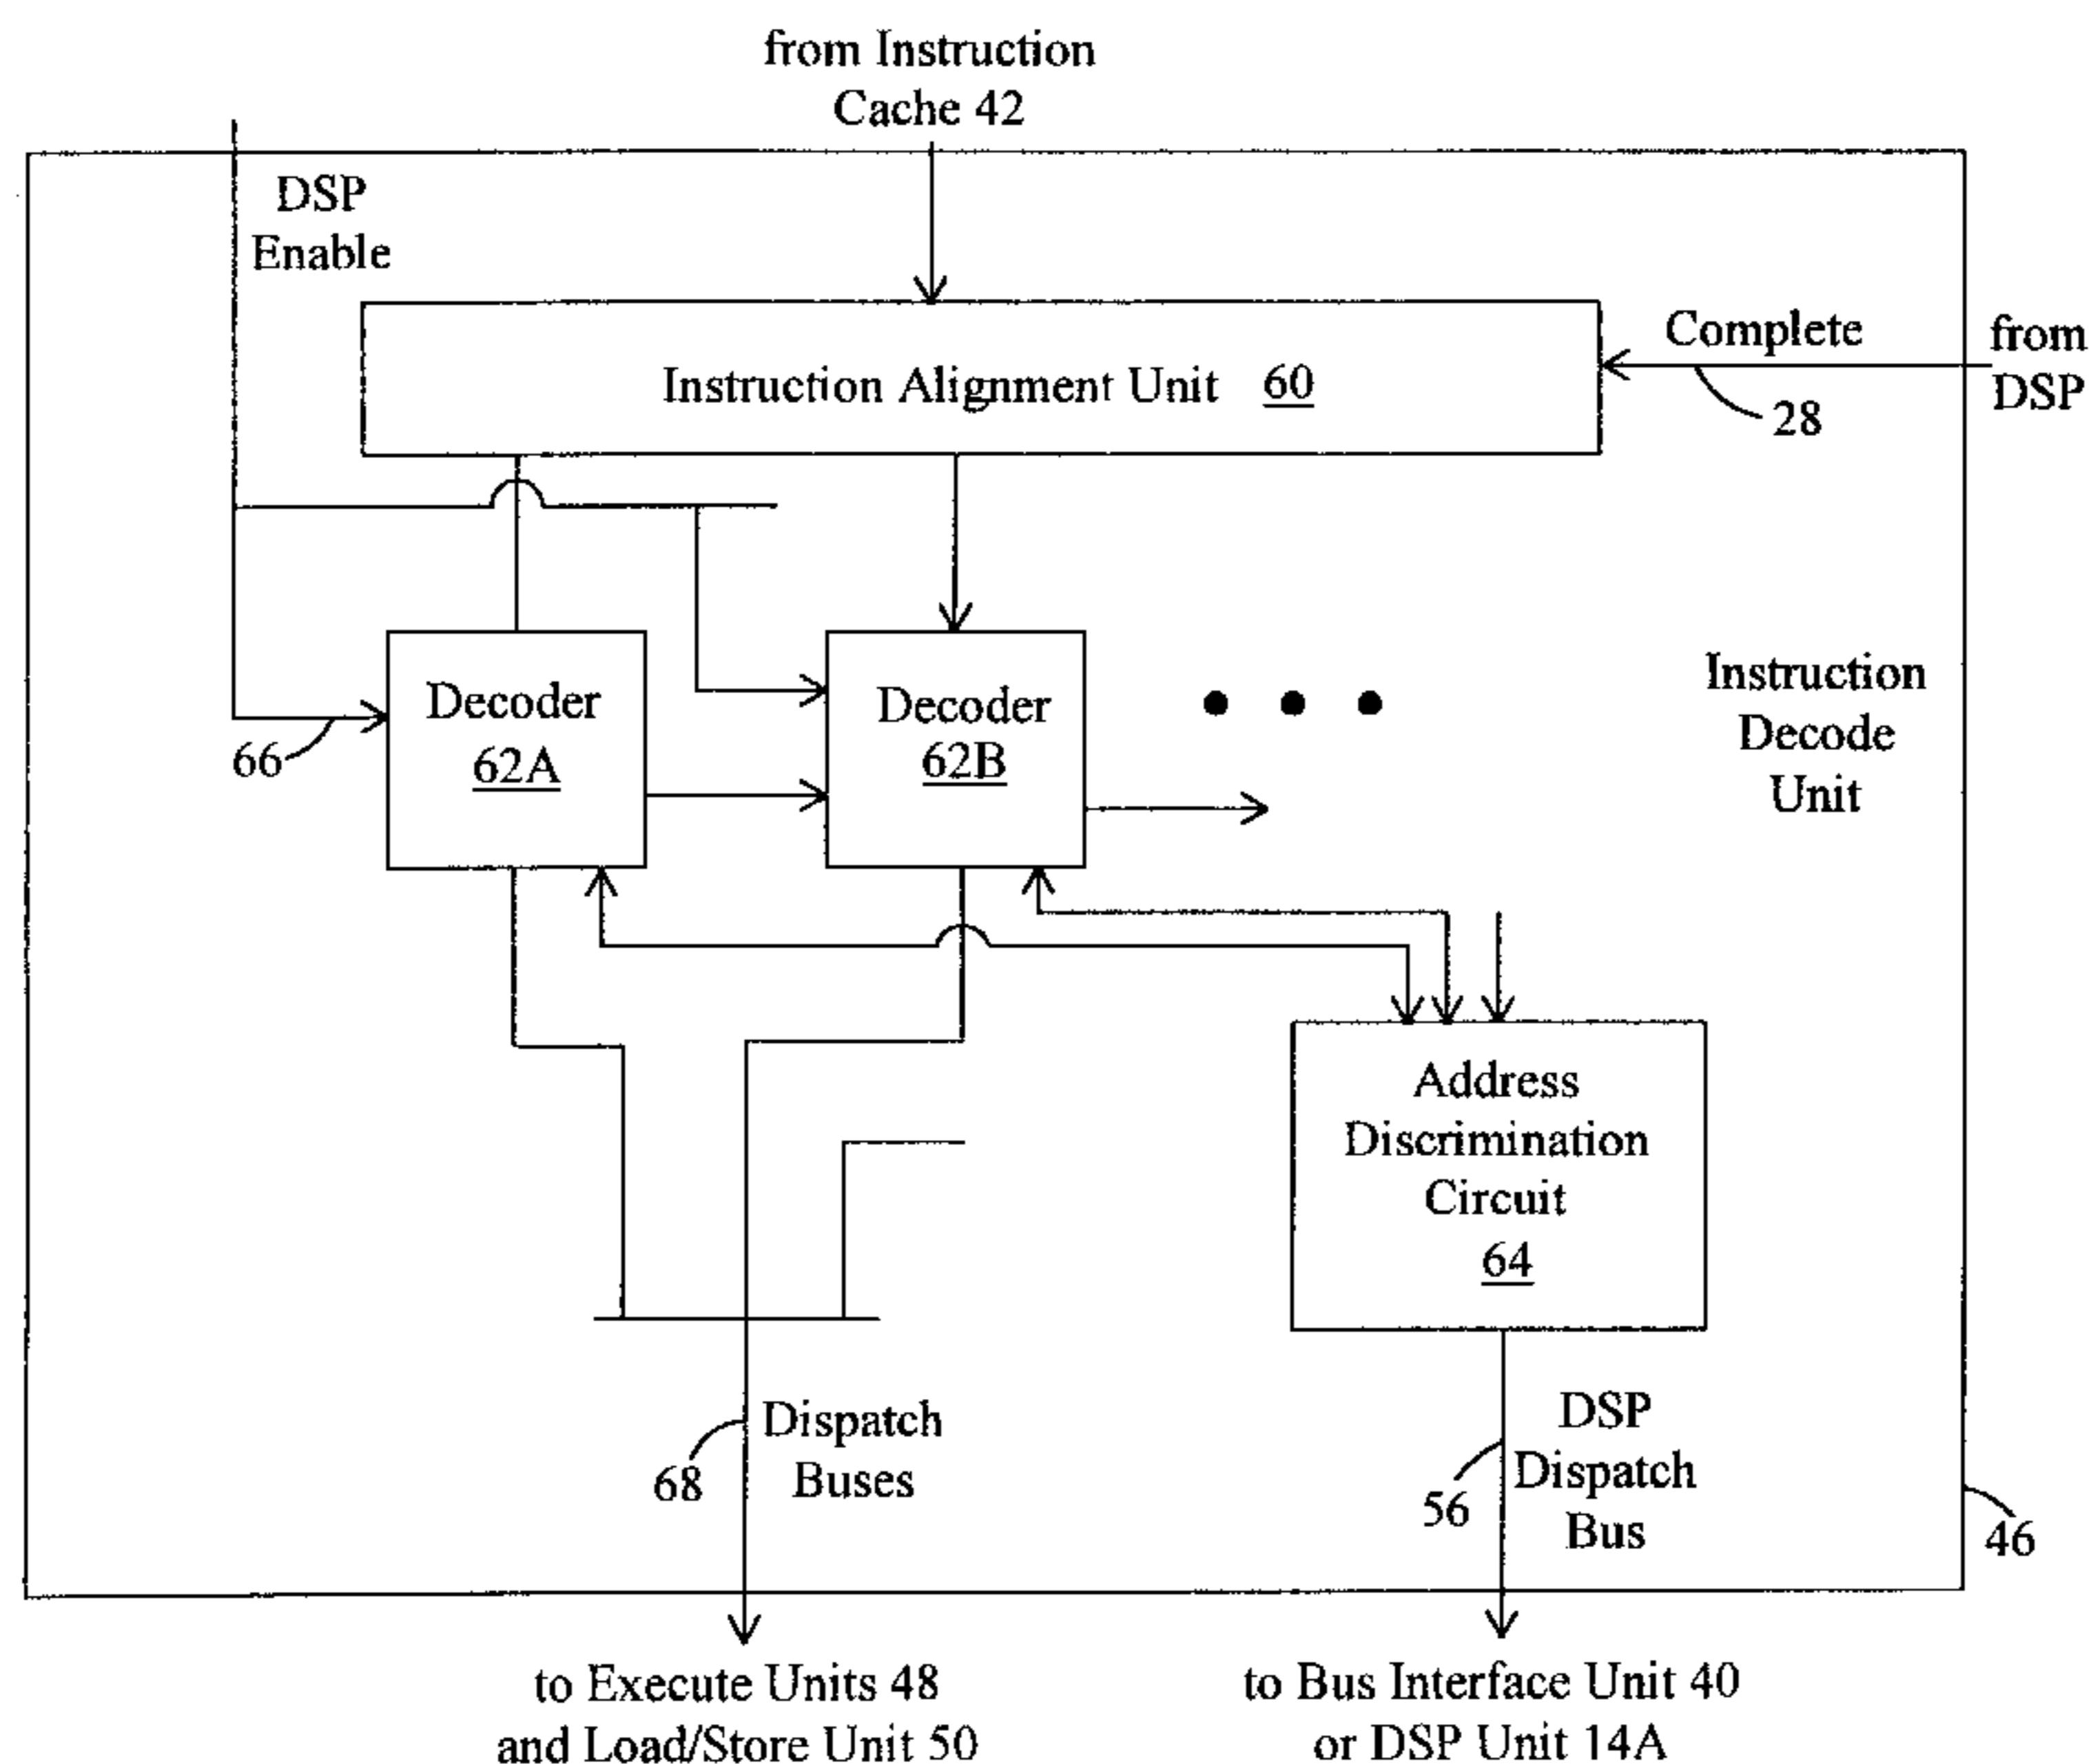 from Instruction
Cache 42
DSP
Enable
Complete
from
DSP
28
Instruction Alignment Unit 60
66
Decoder
62A
Decoder
62B
Instruction
Decode
Unit
Address
Discrimination
Circuit
64
68
Dispatch
Buses
56
DSP
Dispatch
Bus
46
to Execute Units 48
and Load/Store Unit 50
to Bus Interface Unit 40
or DSP Unit 14A